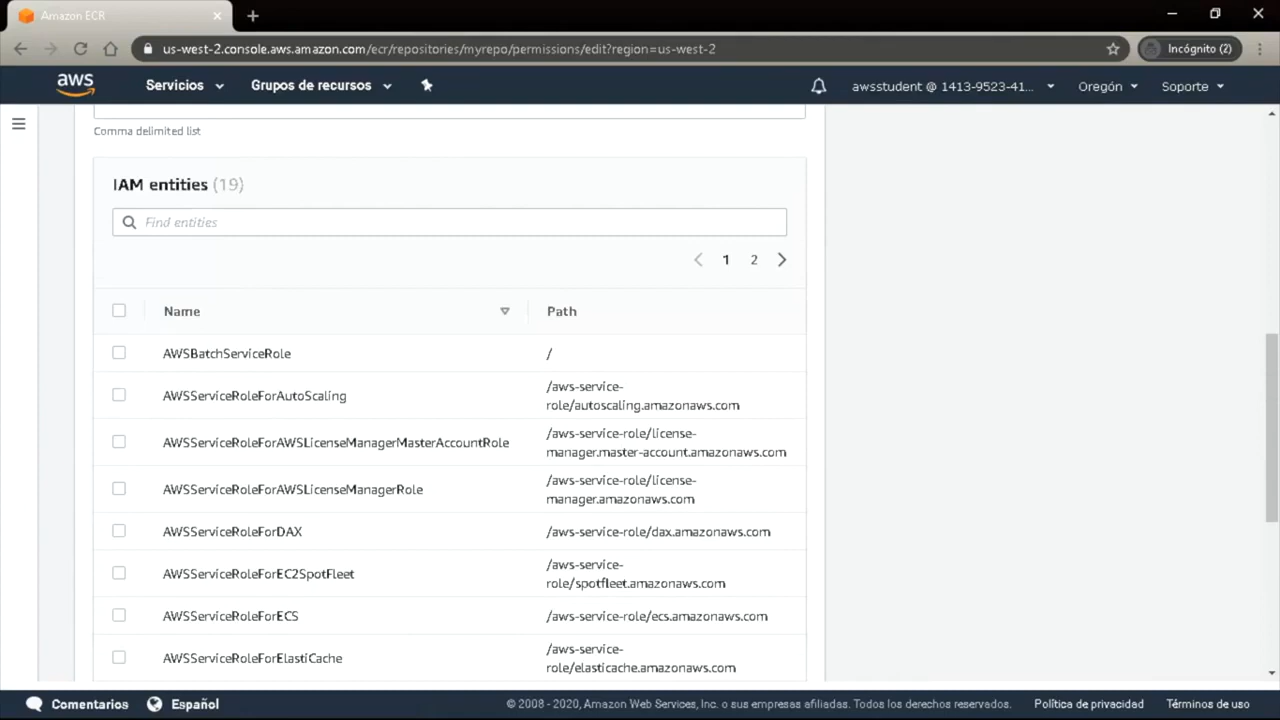 Amazon ECR
us-west-2.console.aws.amazon.com/ecr/repositories/myrepo/permissions/edit?region=us-west-2
Incógnito (2)
aws
Servicios
Grupos de recursos
awsstudent @ 1413-9523-41...
Oregón
Soporte
Comma delimited list
IAM entities (19)
Find entities
1 2
Name Path
AWSBatchServiceRole /
AWSServiceRoleForAutoScaling /aws-service-
role/autoscaling.amazonaws.com
AWSServiceRoleForAWSLicenseManagerMasterAccountRole /aws-service-role/license-
manager.master-account.amazonaws.com
AWSServiceRoleForAWSLicenseManagerRole /aws-service-role/license-
manager.amazonaws.com
AWSServiceRoleForDAX /aws-service-role/dax.amazonaws.com
AWSServiceRoleForEC2SpotFleet /aws-service-
role/spotfleet.amazonaws.com
AWSServiceRoleForECS /aws-service-role/ecs.amazonaws.com
AWSServiceRoleForElastiCache /aws-service-
role/elasticache.amazonaws.com
Comentarios
Español
© 2008 - 2020, Amazon Web Services, Inc. o sus empresas afiliadas. Todos los derechos reservados.
Política de privacidad
Términos de uso